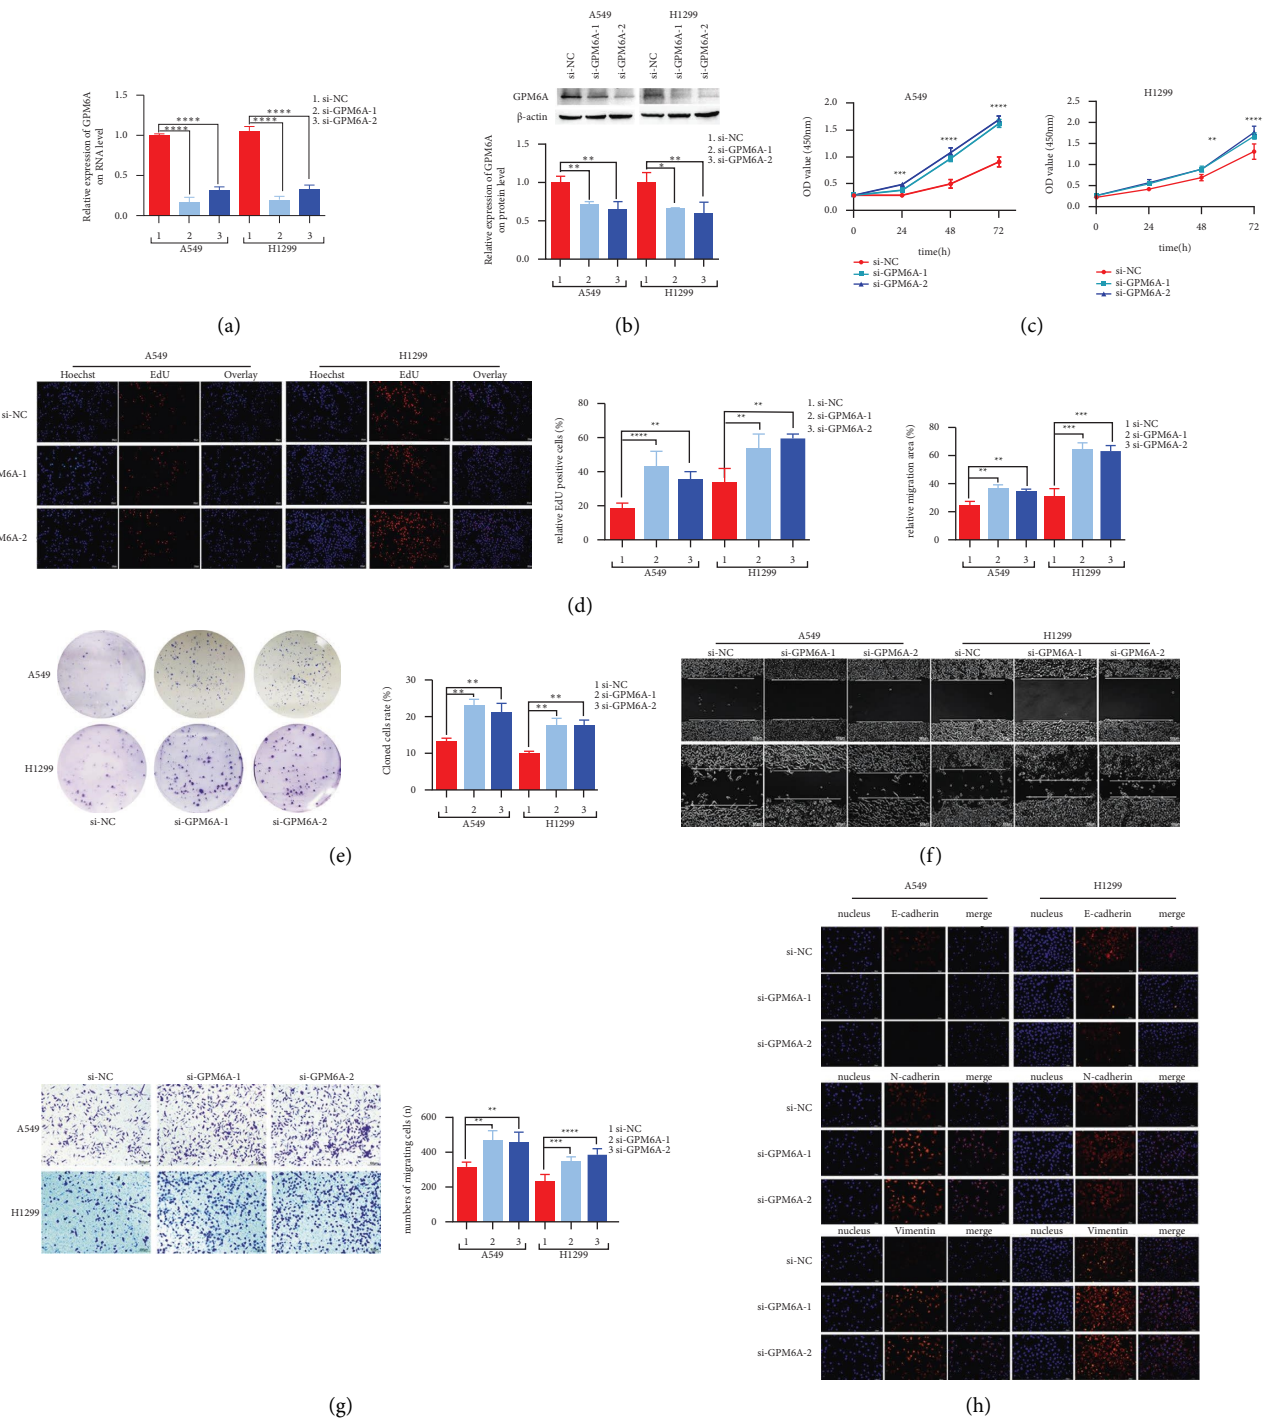 1.5
1.0
0.5
0.0
Relative expression of GPM6A
on RNA level
1. si-NC
2. si-GPM6A-1
3. si-GPM6A-2
****
****
****
****
1 2 3 1 2 3
A549 H1299
(a)
A549 H1299
si-NC
si-GPM6A-1
si-GPM6A-2
si-NC
si-GPM6A-1
si-GPM6A-2
GPM6A
β-actin
1. si-NC
2. si-GPM6A-1
3. si-GPM6A-2
Relative expression of GPM6A
on protein level
1.5
1.0
0.5
0.0
**
**
**
*
1 2 3 1 2 3
A549 H1299
(b)
A549
OD value (450nm)
2.0
1.5
1.0
0.5
0.0
***
****
****
0 24 48 72
time(h)
si-NC
si-GPM6A-1
si-GPM6A-2
H1299
OD value (450nm)
2.5
2.0
1.5
1.0
0.5
0.0
**
****
0 24 48 72
time(h)
si-NC
si-GPM6A-1
si-GPM6A-2
(c)
A549 H1299
Hoechst EdU Overlay Hoechst EdU Overlay
si-NC
M6A-1
M6A-2
relative EdU positive cells (%)
80
60
40
20
0
****
**
**
**
1. si-NC
2. si-GPM6A-1
3. si-GPM6A-2
1 2 3 1 2 3
A549 H1299
relative migration area (%)
80
60
40
20
0
**
**
***
***
1 si-NC
2 si-GPM6A-1
3 si-GPM6A-2
1 2 3 1 2 3
A549 H1299
(d)
A549
H1299
si-NC si-GPM6A-1 si-GPM6A-2
Cloned cells rate (%)
30
20
10
0
**
**
**
**
1 si-NC
2 si-GPM6A-1
3 si-GPM6A-2
1 2 3 1 2 3
A549 H1299
(e)
A549 H1299
si-NC si-GPM6A-1 si-GPM6A-2 si-NC si-GPM6A-1 si-GPM6A-2
(f)
si-NC si-GPM6A-1 si-GPM6A-2
A549
H1299
numbers of migrating cells (n)
600
400
200
0
**
**
****
***
1 si-NC
2 si-GPM6A-1
3 si-GPM6A-2
1 2 3 1 2 3
A549 H1299
(g)
A549 H1299
nucleus E-cadherin merge nucleus E-cadherin merge
si-NC
si-GPM6A-1
si-GPM6A-2
nucleus N-cadherin merge nucleus N-cadherin merge
si-NC
si-GPM6A-1
si-GPM6A-2
nucleus Vimentin merge nucleus Vimentin merge
si-NC
si-GPM6A-1
si-GPM6A-2
(h)